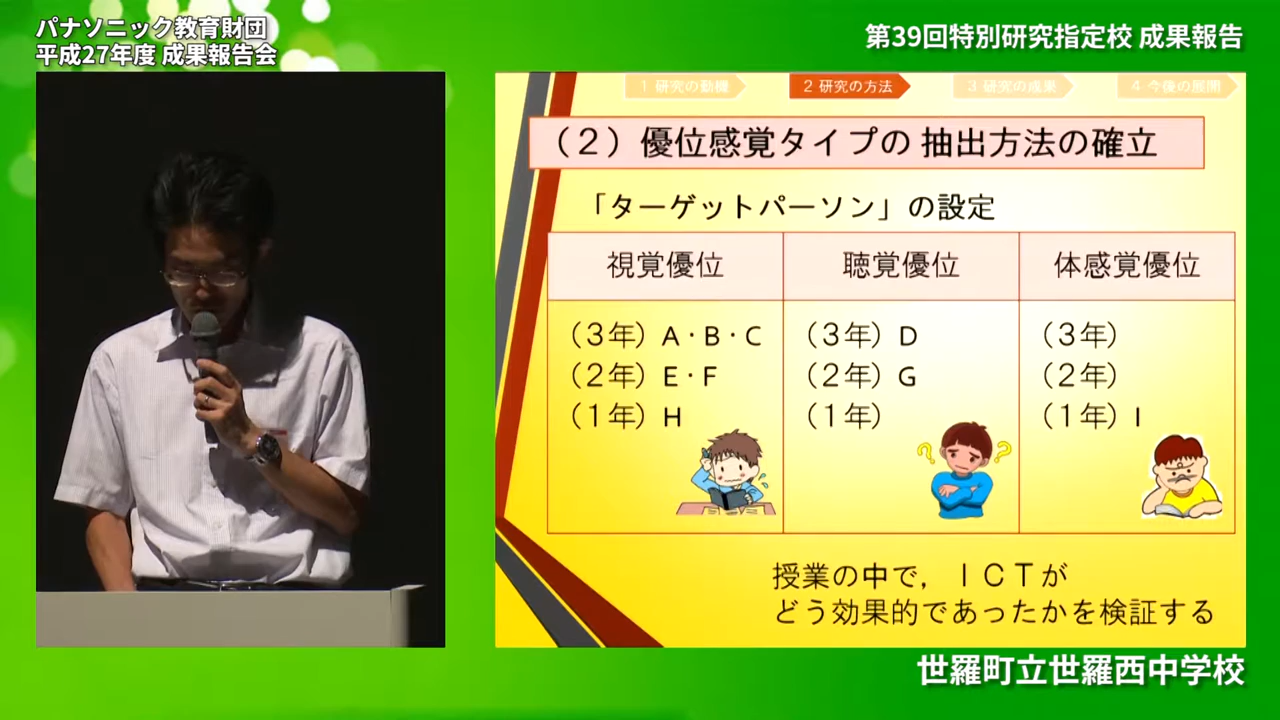 パナソニック教育財団
平成27年度 成果報告会
第39回特別研究指定校 成果報告
1 研究の動機
2 研究の方法
3 研究の成果
4 今後の展開
（２）優位感覚タイプの 抽出方法の確立
「ターゲットパーソン」の設定
視覚優位
聴覚優位
体感覚優位
（３年）A・B・C
（２年）E・F
（１年）H
（３年）D
（２年）G
（１年）
（３年）
（２年）
（１年）I
授業の中で，ＩＣＴが
どう効果的であったかを検証する
世羅町立世羅西中学校